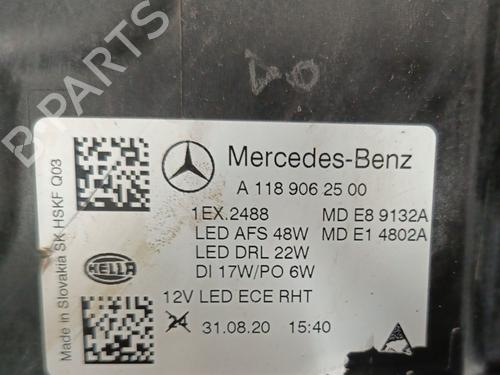 B-PARTS
Mercedes-Benz
A 118 906 25 00
1EX.2488 MD E8 9132A
LED AFS 48W MD E1 4802A
LED DRL 22W
DI 17W/PO 6W
12V LED ECE RHT
24 31.08.20 15:40
HELLA
Made in Slovakia SK HSKF Q03